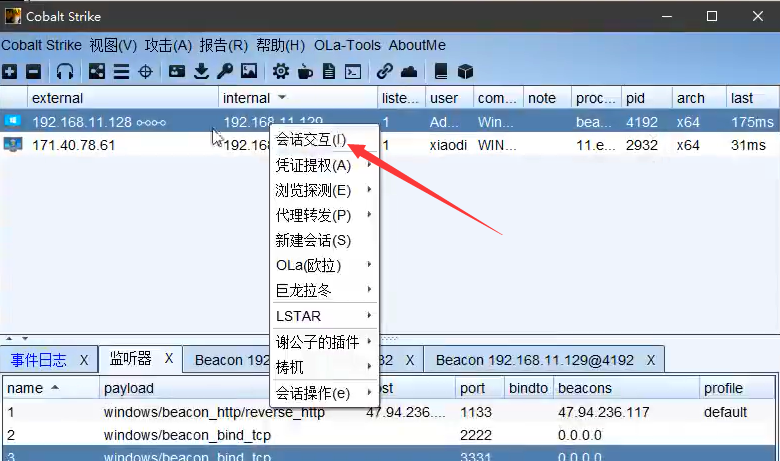 Cobalt Strike
Cobalt Strike 视图(V) 攻击(A) 报告(R) 帮助(H) OLa-Tools AboutMe
external internal liste... user com... note proc... pid arch last
192.168.11.128 192.168.11.129 1 Ad... Win... bea... 4192 x64 175ms
171.40.78.61 192.168 1 xiaodi WIN... 11.e... 2932 x64 31ms
会话交互(I)
凭证提权(A)
浏览探测(E)
代理转发(P)
新建会话(S)
OLa(欧拉)
巨龙拉冬
LSTAR
谢公子的插件
梼杌
会话操作(e)
事件日志 X 监听器 X Beacon 192 32 X Beacon 192.168.11.129@4192 X
name payload ost port bindto beacons profile
1 windows/beacon_http/reverse_http 47.94.236.... 1133 47.94.236.117 default
2 windows/beacon_bind_tcp 2222 0.0.0.0
3 windows/beacon_bind_tcp 3331 0.0.0.0